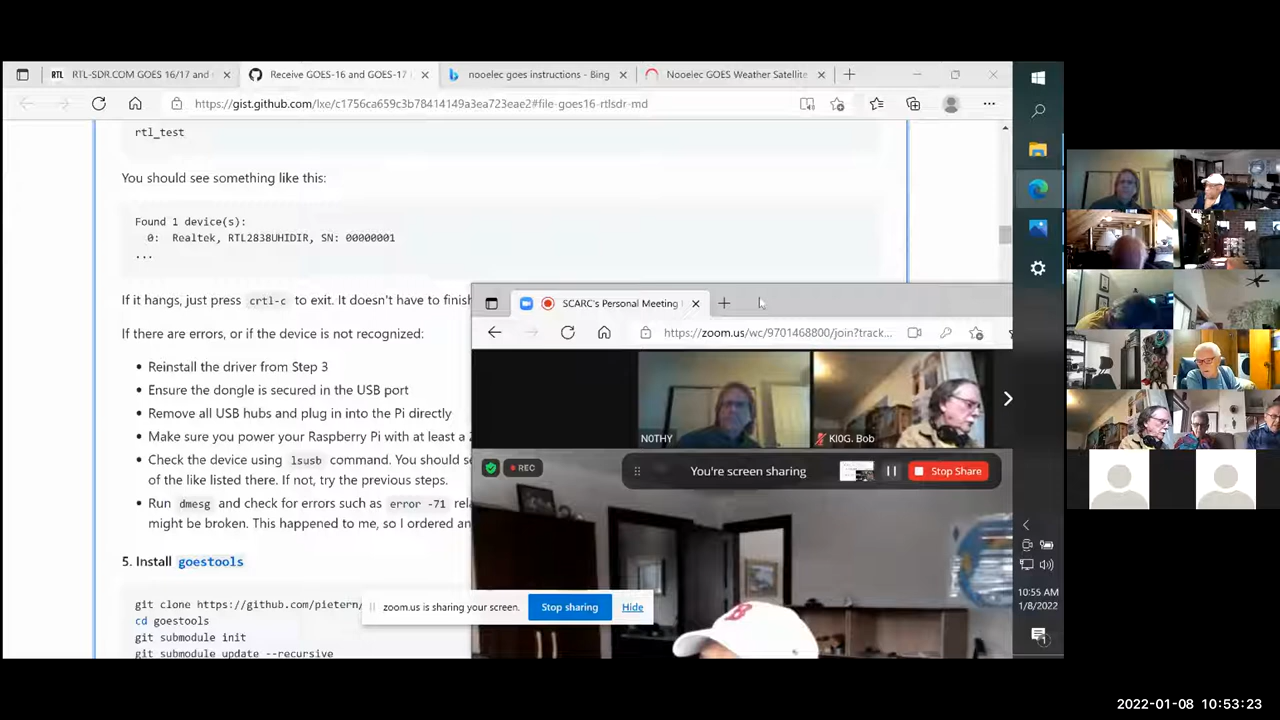 RTL RTL-SDR.COM GOES 16/17 and
Receive GOES-16 and GOES-17
nooelec goes instructions - Bing
Nooelec GOES Weather Satellite
https://gist.github.com/lxe/c1756ca659c3b78414149a3ea723eae2#file-goes16-rtlsdr-md
rtl_test
You should see something like this:
Found 1 device(s):
0: Realtek, RTL2838UHIDIR, SN: 00000001
...
If it hangs, just press crtl-c to exit. It doesn't have to finish
If there are errors, or if the device is not recognized:
• Reinstall the driver from Step 3
• Ensure the dongle is secured in the USB port
• Remove all USB hubs and plug in into the Pi directly
• Make sure you power your Raspberry Pi with at least a
• Check the device using lsusb command. You should se
of the like listed there. If not, try the previous steps.
• Run dmesg and check for errors such as error -71 rel
might be broken. This happened to me, so I ordered an
5. Install goestools
git clone https://github.com/pietern/
cd goestools
git submodule init
git submodule update --recursive
SCARC's Personal Meeting
https://zoom.us/wc/9701468800/join?track...
N0THY
KI0G. Bob
REC
You're screen sharing
Stop Share
zoom.us is sharing your screen.
Stop sharing
Hide
10:55 AM
1/8/2022
1
2022-01-08 10:53:23